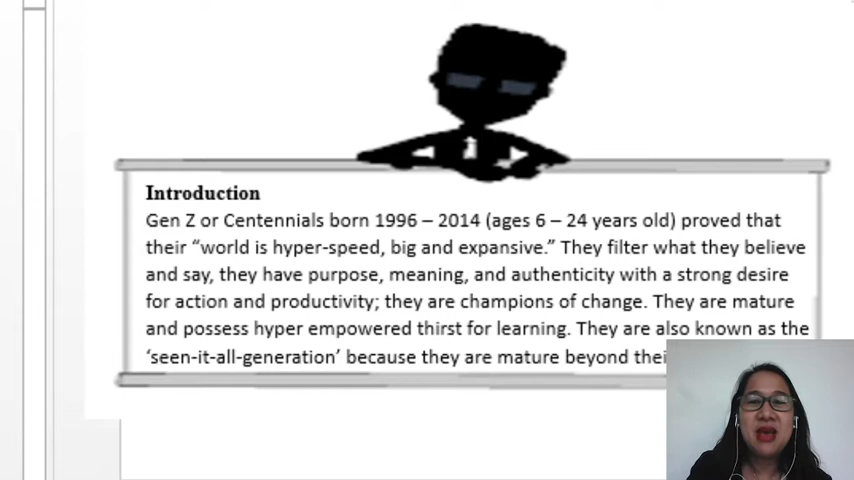 Introduction
Gen Z or Centennials born 1996 – 2014 (ages 6 – 24 years old) proved that
their “world is hyper-speed, big and expansive.” They filter what they believe
and say, they have purpose, meaning, and authenticity with a strong desire
for action and productivity; they are champions of change. They are mature
and possess hyper empowered thirst for learning. They are also known as the
‘seen-it-all-generation’ because they are mature beyond